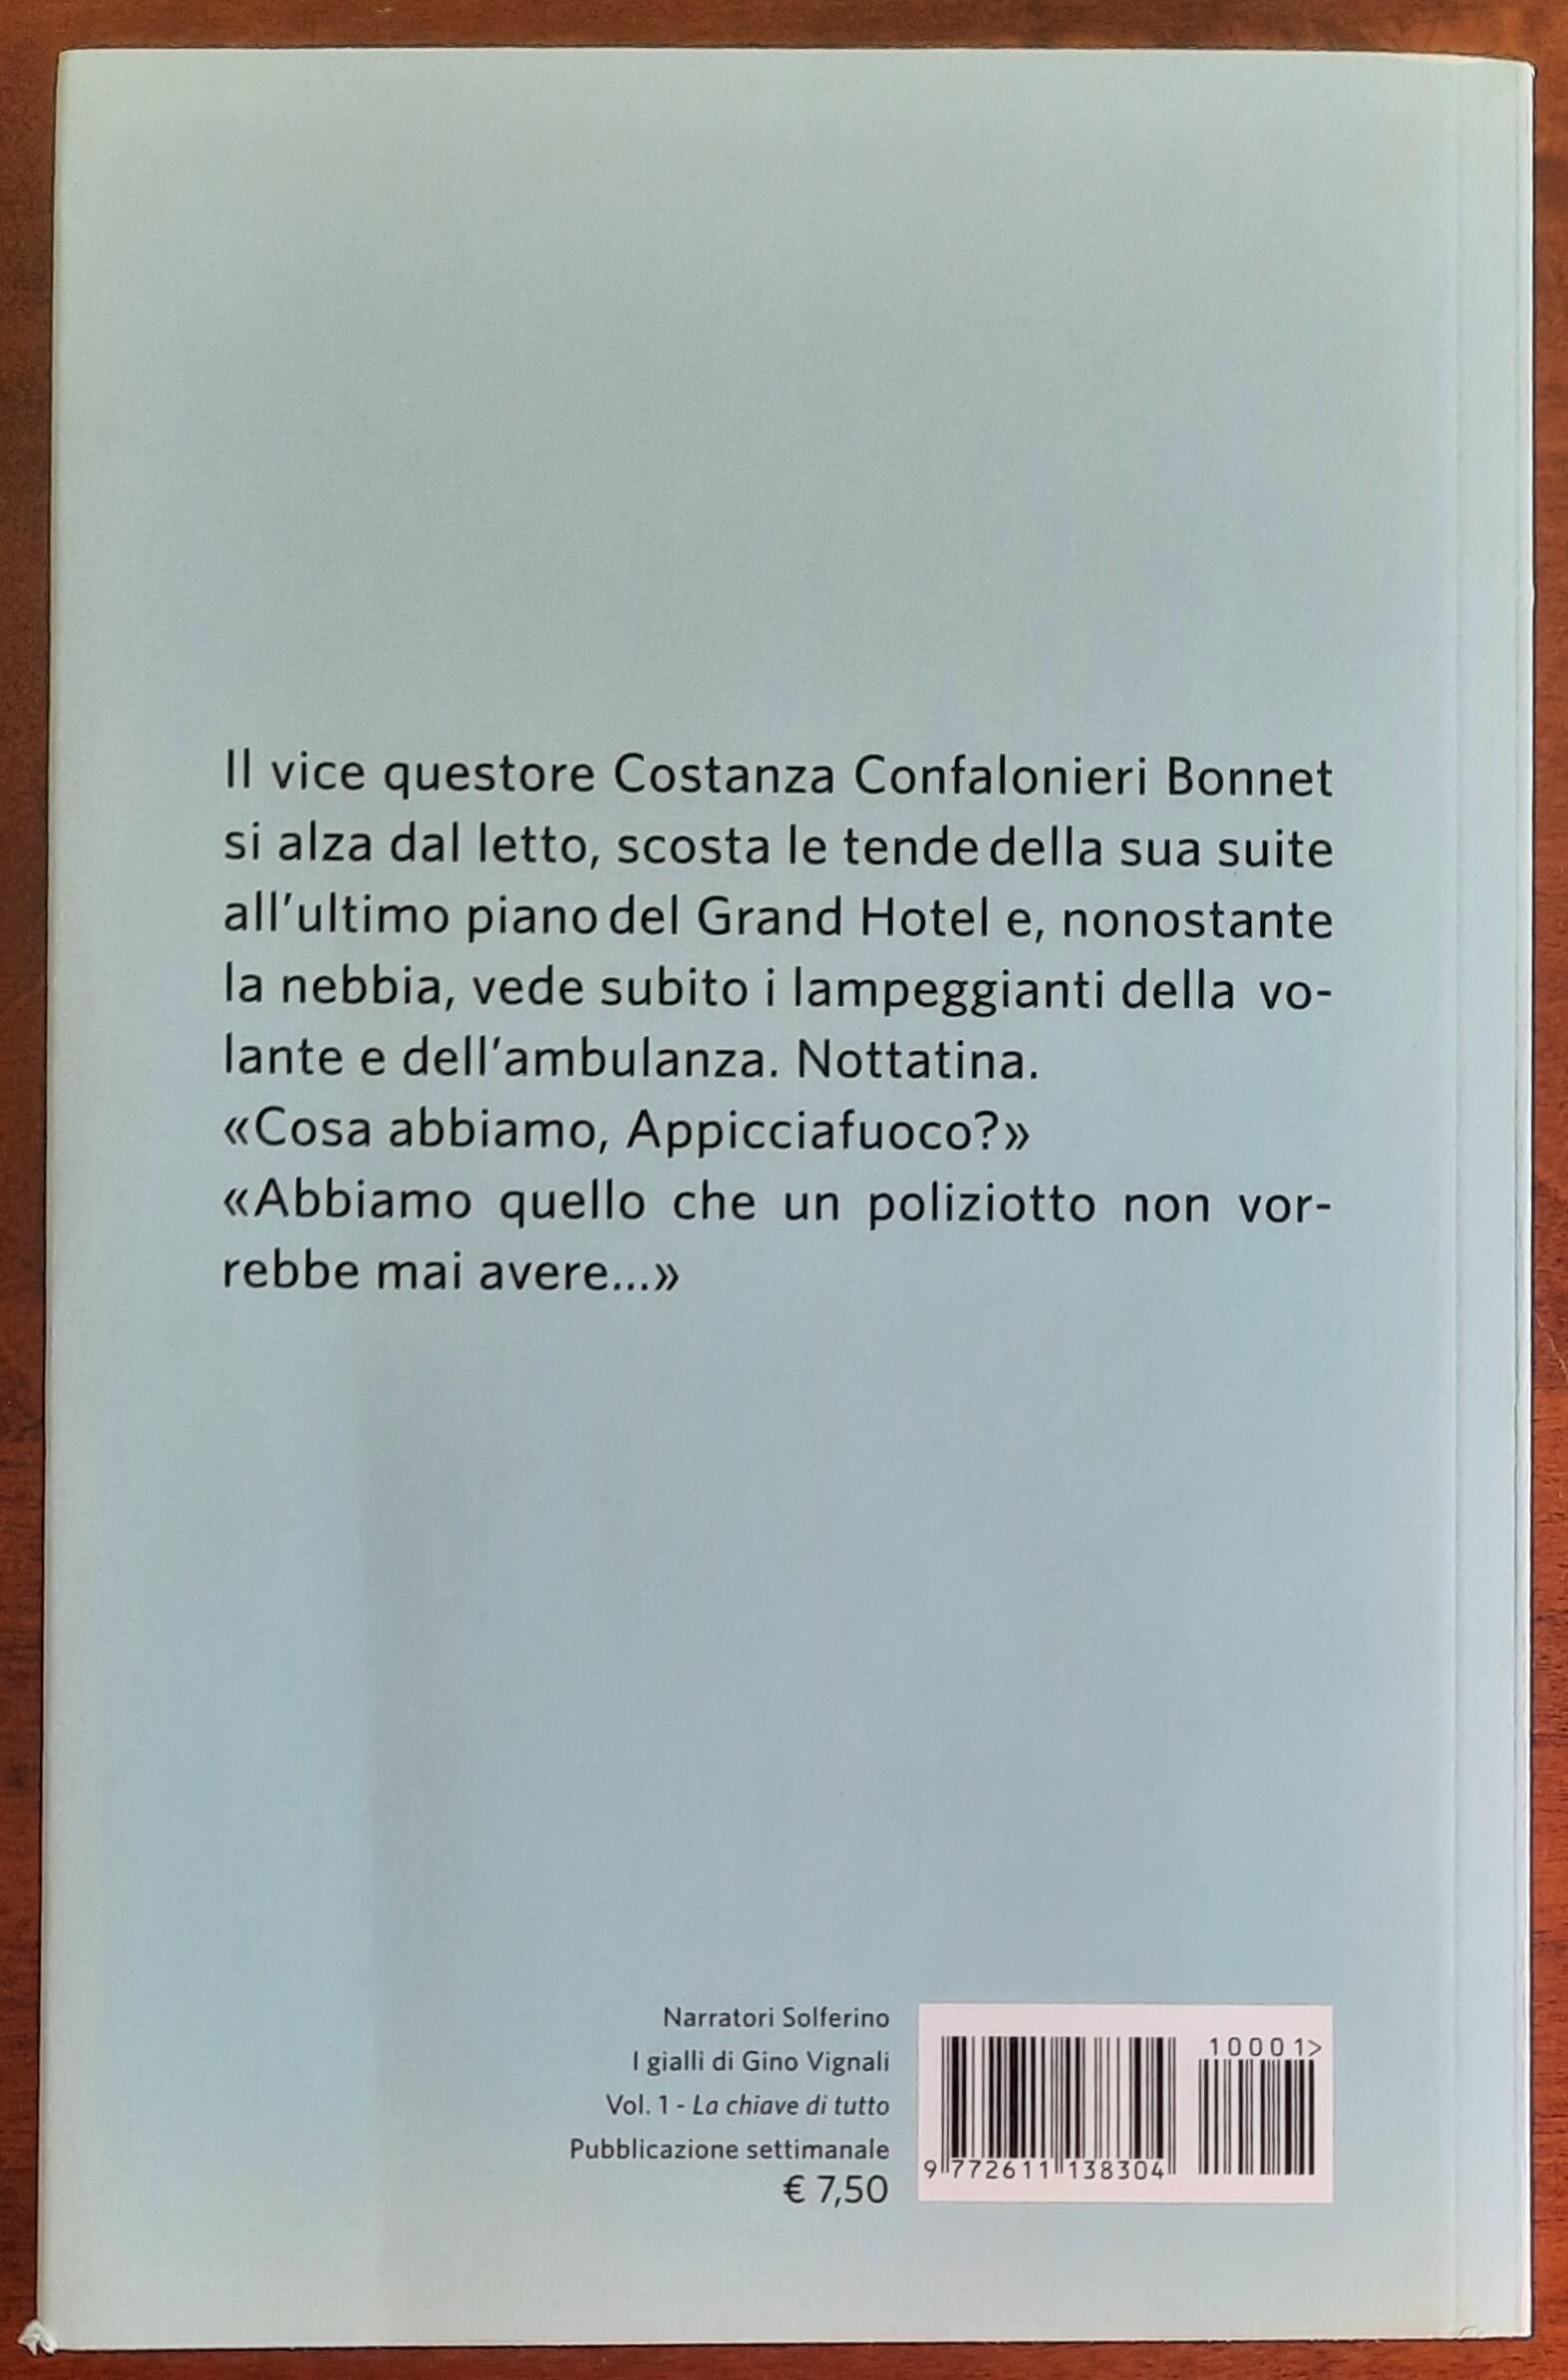 Il vice questore Costanza Confalonieri Bonnet
si alza dal letto, scosta le tende della sua suite
all'ultimo piano del Grand Hotel e, nonostante
la nebbia, vede subito i lampeggianti della vo-
lante e dell'ambulanza. Nottatina.
«Cosa abbiamo, Appicciafuoco?»
«Abbiamo quello che un poliziotto non vor-
rebbe mai avere...»
Narratori Solferino
I gialli di Gino Vignali
Vol. 1 - La chiave di tutto
Pubblicazione settimanale
€ 7,50
10001>
9 772611 138304